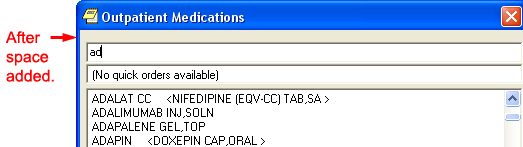 Outpatient Medications
After
space
added.
ad
(No quick orders available)
ADALAT CC <NIFEDIPINE (EQV-CC) TAB,SA >
ADALIMUMAB INJ,SOLN
ADAPALENE GEL,TOP
ADAPIN <DOXEPIN CAP,ORAL >